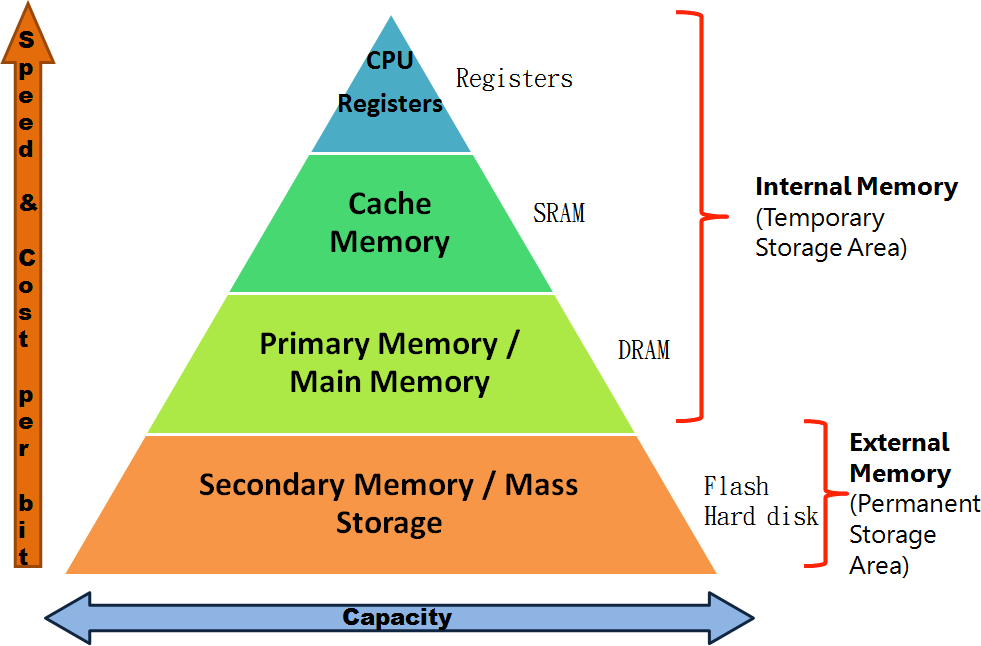 Speed & Cost per bit
CPU
Registers
Registers
Cache
Memory
SRAM
Primary Memory /
Main Memory
DRAM
Secondary Memory / Mass
Storage
Flash
Hard disk
Internal Memory
(Temporary
Storage Area)
External
Memory
(Permanent
Storage
Area)
Capacity